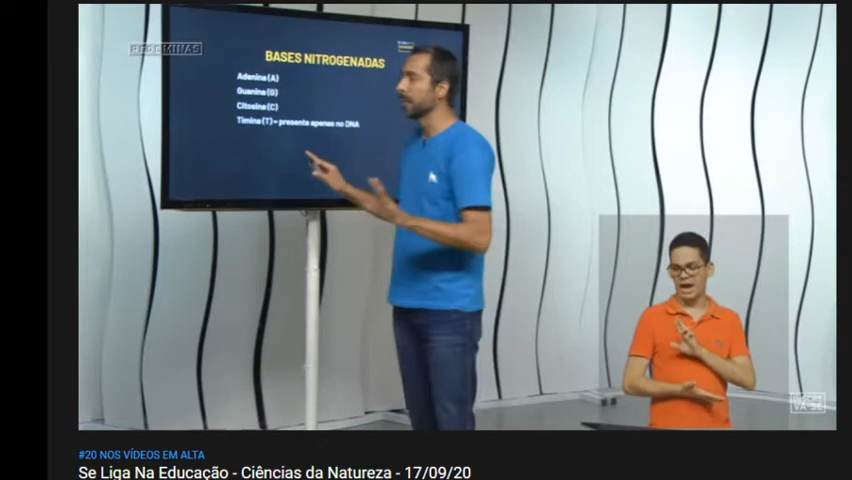 REDE MINAS
BASES NITROGENADAS
Adenina (A)
Guanina (G)
Citosina (C)
Timina (T) = presente apenas no DNA
#20 NOS VÍDEOS EM ALTA
Se Liga Na Educação - Ciências da Natureza - 17/09/20